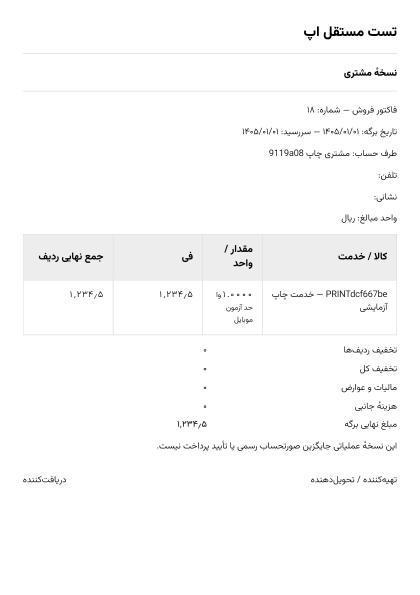 تست مستقل اپ
نسخهٔ مشتری
فاکتور فروش — شماره: ۱۸
تاریخ برگه: ۱۴۰۵/۰۱/۰۱ — سررسید: ۱۴۰۵/۰۱/۰۱
طرف حساب: مشتری چاپ 9119a08
تلفن:
نشانی:
واحد مبالغ: ریال
کالا / خدمت
مقدار /
واحد
فی
جمع نهایی ردیف
PRINTdcf667be — خدمت چاپ
آزمایشی
۱.۰۰۰۰ وا
حد آزمون
موبایل
۱,۲۳۴٫۵
۱,۲۳۴٫۵
تخفیف ردیف‌ها ۰
تخفیف کل ۰
مالیات و عوارض ۰
هزینهٔ جانبی ۰
مبلغ نهایی برگه ۱,۲۳۴٫۵
این نسخهٔ عملیاتی جایگزین صورتحساب رسمی یا تأیید پرداخت نیست.
تهیه‌کننده / تحویل‌دهنده دریافت‌کننده